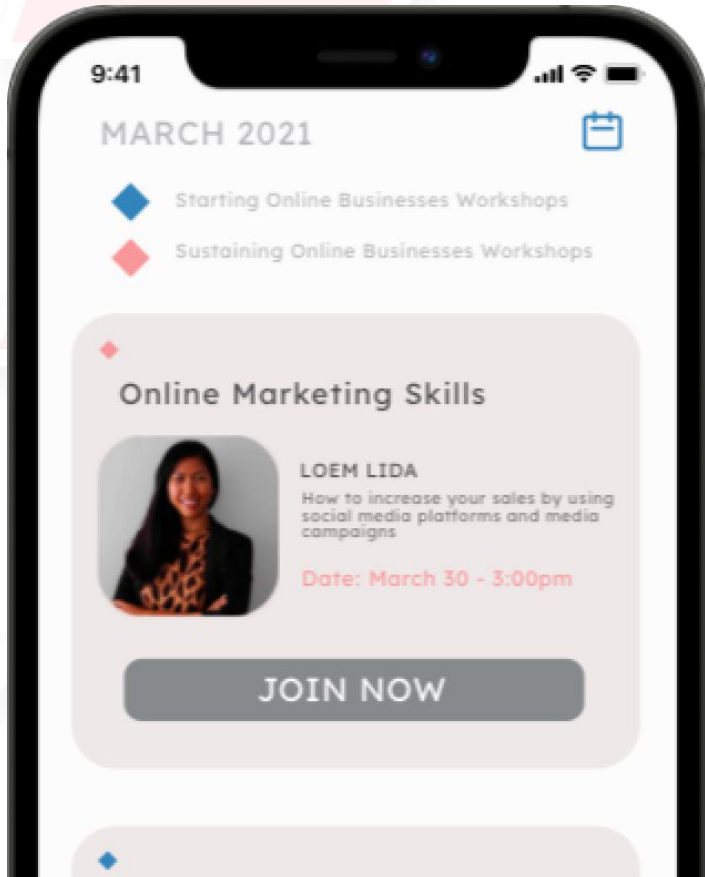 9:41
MARCH 2021
Starting Online Businesses Workshops
Sustaining Online Businesses Workshops
Online Marketing Skills
LOEM LIDA
How to increase your sales by using
social media platforms and media
campaigns
Date: March 30 - 3:00pm
JOIN NOW